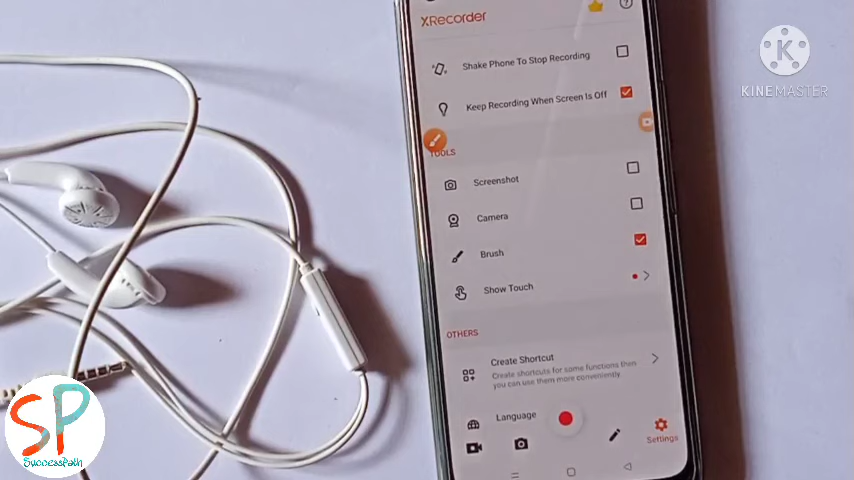 XRecorder
Shake Phone To Stop Recording
Keep Recording When Screen Is Off
TOOLS
Screenshot
Camera
Brush
Show Touch
OTHERS
Create Shortcut
Create shortcuts for some functions then
you can use them more conveniently.
Language
Settings
K
KINEMASTER
SP
SuccessPath